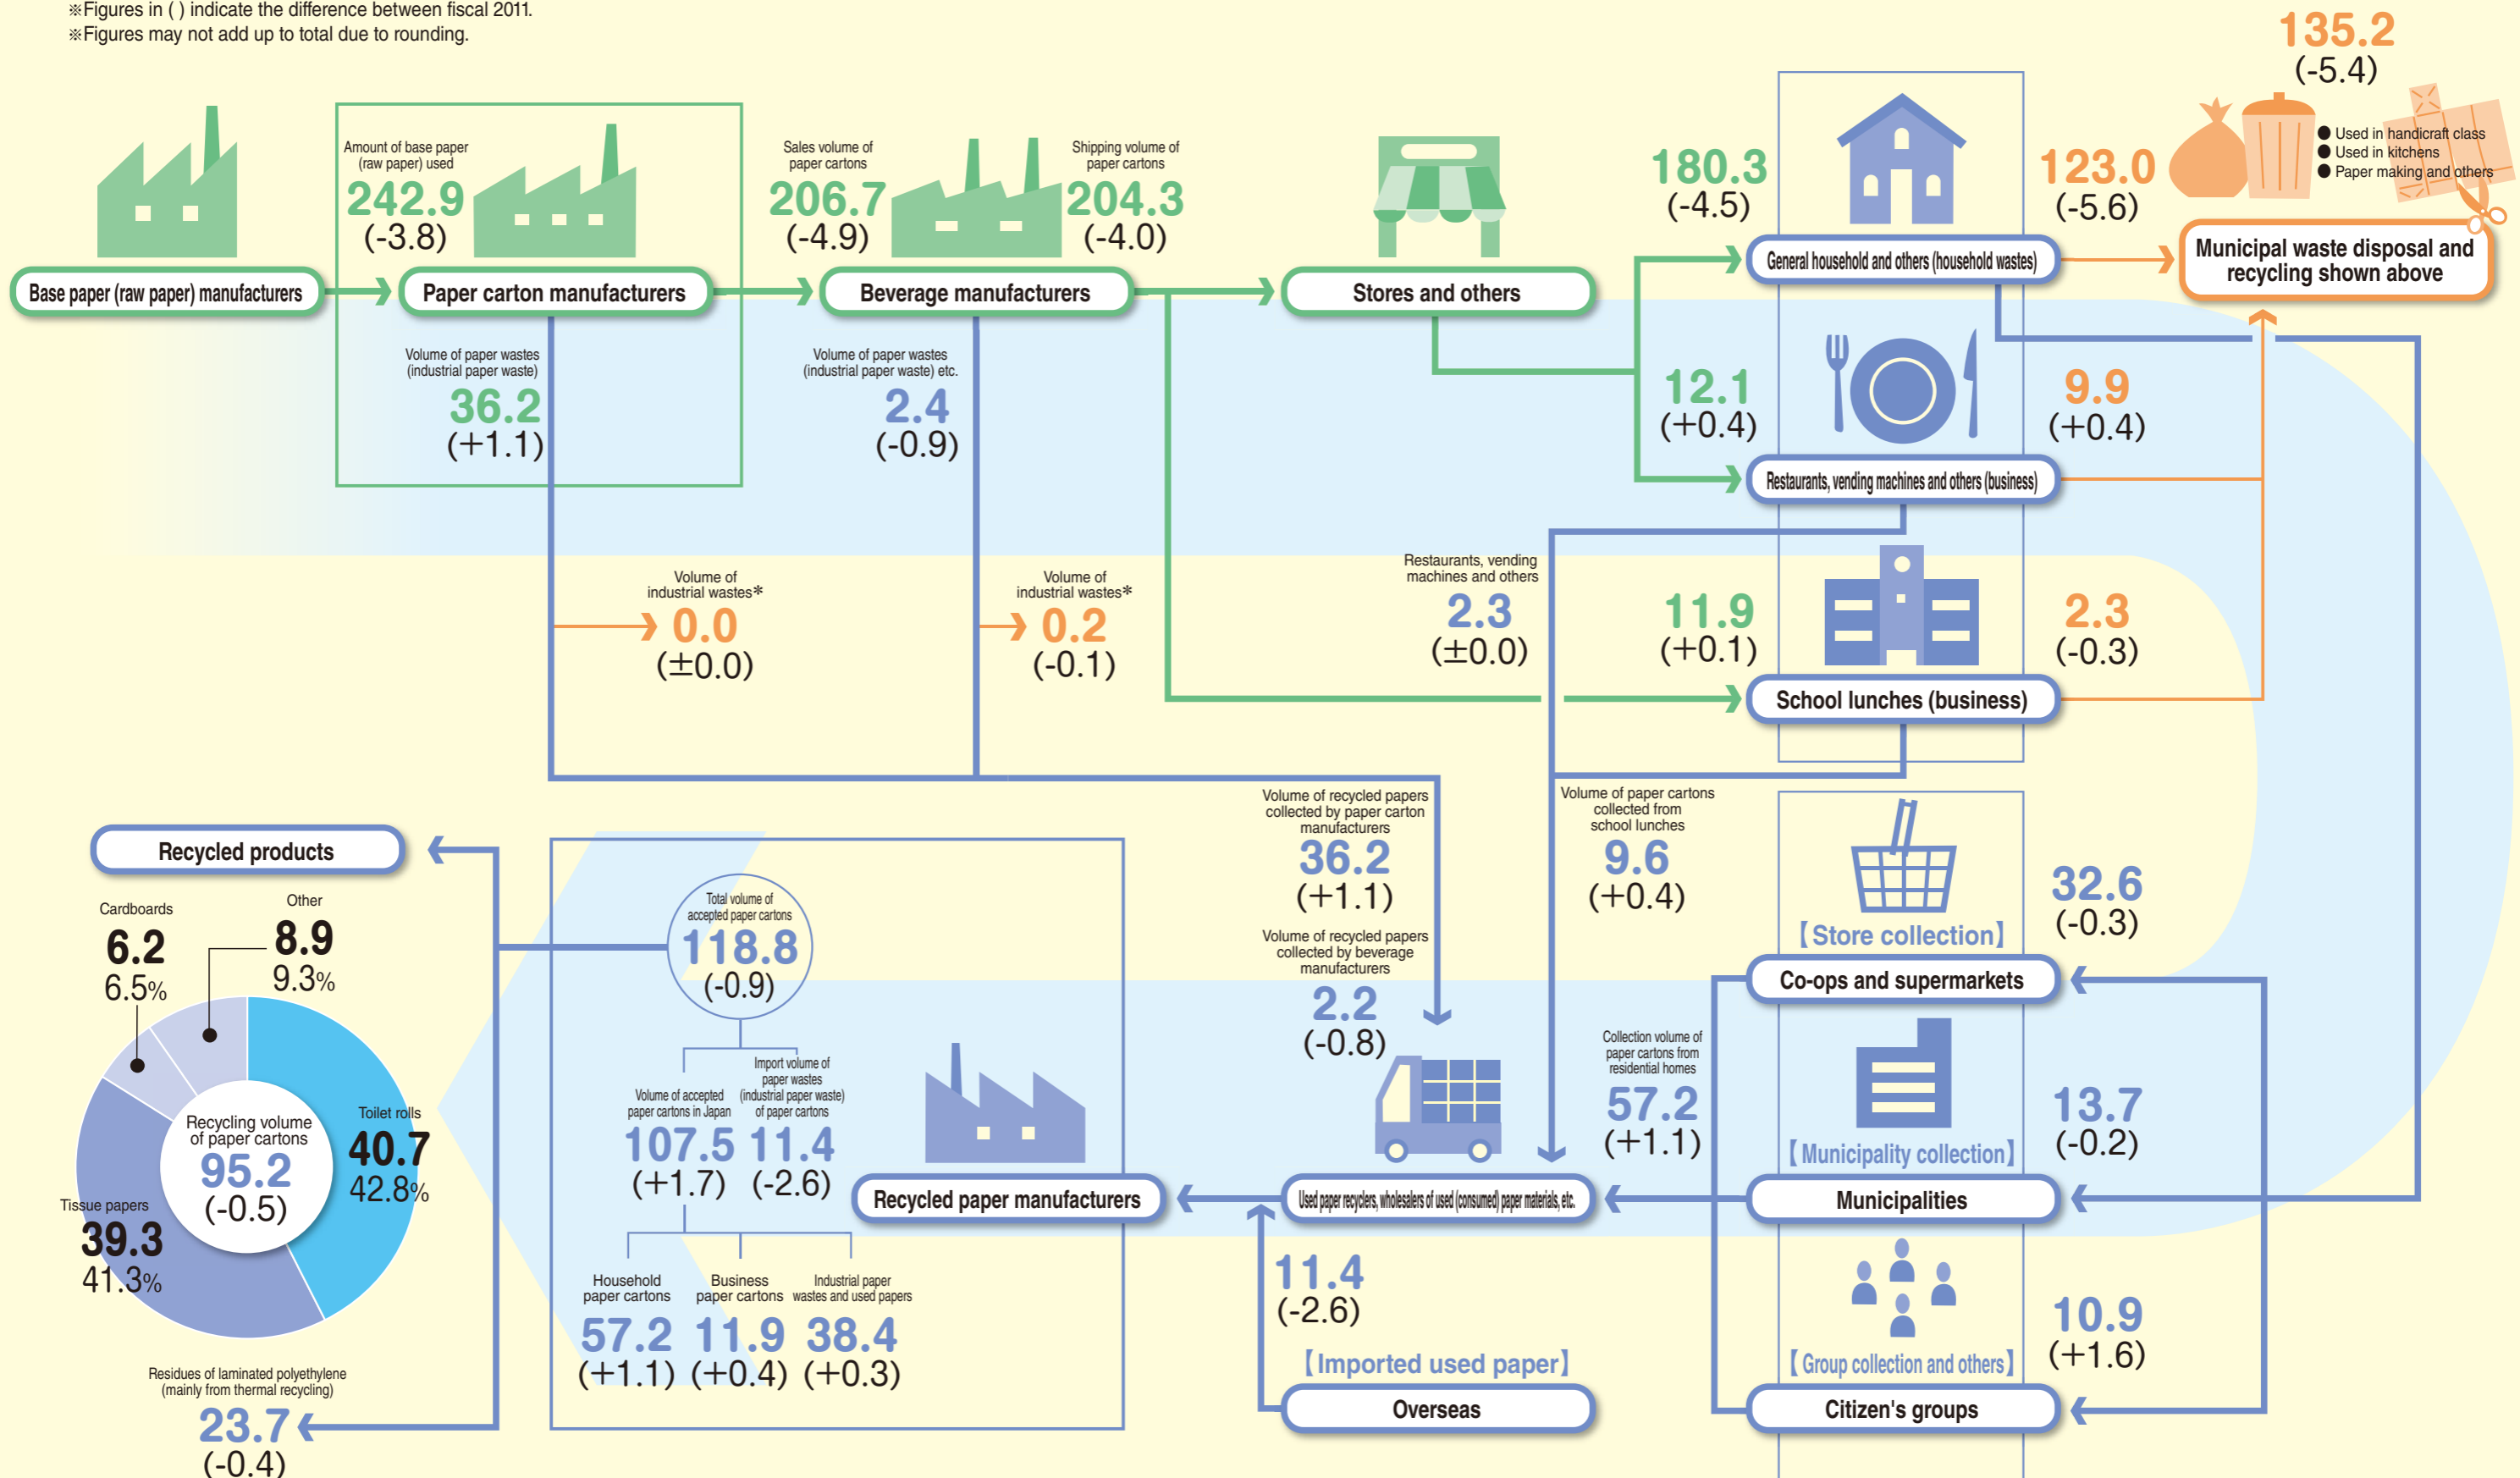 ※Figures in ( ) indicate the difference between fiscal 2011.
※Figures may not add up to total due to rounding.
135.2
(-5.4)
● Used in handicraft class
● Used in kitchens
● Paper making and others
Municipal waste disposal and
recycling shown above
Base paper (raw paper) manufacturers
Amount of base paper
(raw paper) used
242.9
(-3.8)
Paper carton manufacturers
Volume of paper wastes
(industrial paper waste)
36.2
(+1.1)
Sales volume of
paper cartons
206.7
(-4.9)
Beverage manufacturers
Shipping volume of
paper cartons
204.3
(-4.0)
Volume of paper wastes
(industrial paper waste) etc.
2.4
(-0.9)
Stores and others
180.3
(-4.5)
General household and others (household wastes)
123.0
(-5.6)
12.1
(+0.4)
Restaurants, vending machines and others (business)
9.9
(+0.4)
Volume of
industrial wastes*
0.0
(±0.0)
Volume of
industrial wastes*
0.2
(-0.1)
Restaurants, vending
machines and others
2.3
(±0.0)
11.9
(+0.1)
School lunches (business)
2.3
(-0.3)
Volume of recycled papers
collected by paper carton
manufacturers
36.2
(+1.1)
Volume of recycled papers
collected by beverage
manufacturers
2.2
(-0.8)
Volume of paper cartons
collected from
school lunches
9.6
(+0.4)
【Store collection】
Co-ops and supermarkets
32.6
(-0.3)
Collection volume of
paper cartons from
residential homes
57.2
(+1.1)
【Municipality collection】
Municipalities
13.7
(-0.2)
【Group collection and others】
Citizen's groups
10.9
(+1.6)
Used paper recyclers, wholesalers of used (consumed) paper materials, etc.
11.4
(-2.6)
【Imported used paper】
Overseas
Recycled paper manufacturers
Total volume of
accepted paper cartons
118.8
(-0.9)
Volume of accepted
paper cartons in Japan
107.5
(+1.7)
Import volume of
paper wastes
(industrial paper waste)
of paper cartons
11.4
(-2.6)
Household
paper cartons
57.2
(+1.1)
Business
paper cartons
11.9
(+0.4)
Industrial paper
wastes and used papers
38.4
(+0.3)
Recycled products
Cardboards
6.2
6.5%
Other
8.9
9.3%
Toilet rolls
40.7
42.8%
Recycling volume
of paper cartons
95.2
(-0.5)
Tissue papers
39.3
41.3%
Residues of laminated polyethylene
(mainly from thermal recycling)
23.7
(-0.4)